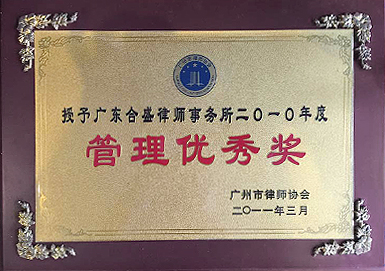 授予广东合盛律师事务所二〇一〇年度
管理优秀奖
广州市律师协会
二〇一一年三月